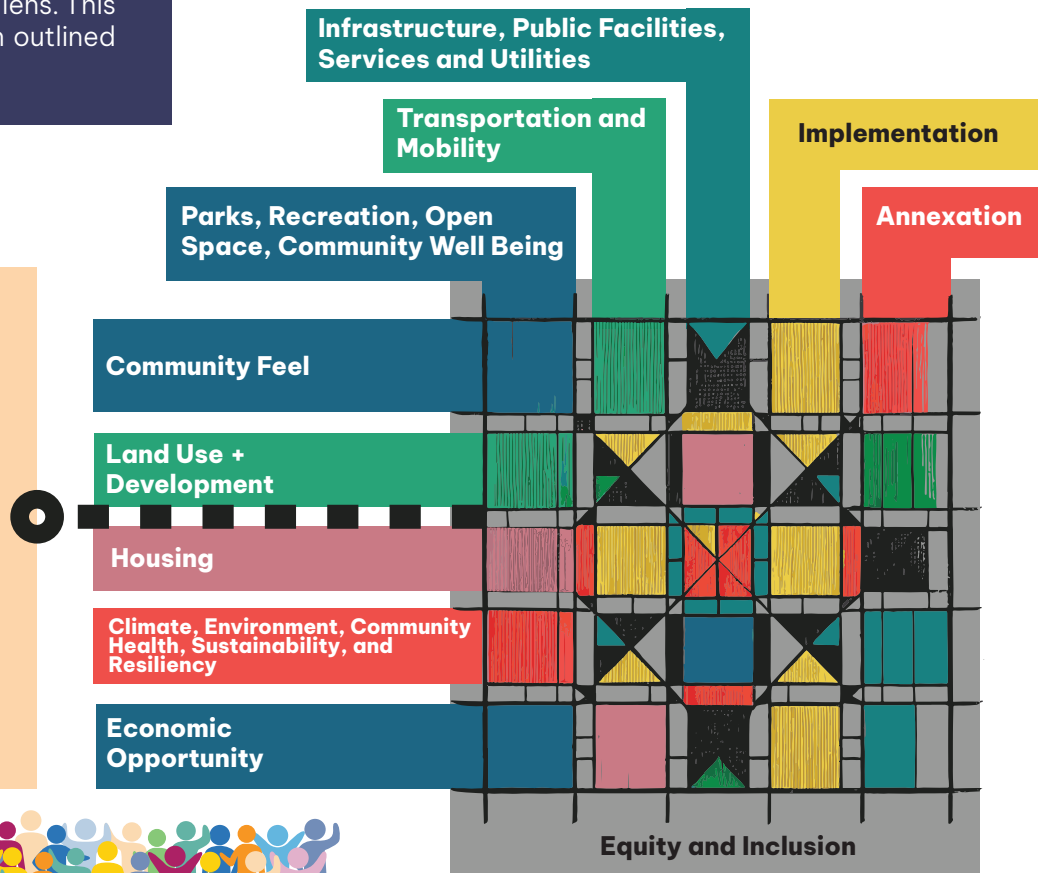 lens. This
outlined
Infrastructure, Public Facilities,
Services and Utilities
Transportation and
Mobility
Implementation
Parks, Recreation, Open
Space, Community Well Being
Annexation
Community Feel
Land Use +
Development
Housing
Climate, Environment, Community
Health, Sustainability, and
Resiliency
Economic
Opportunity
Equity and Inclusion